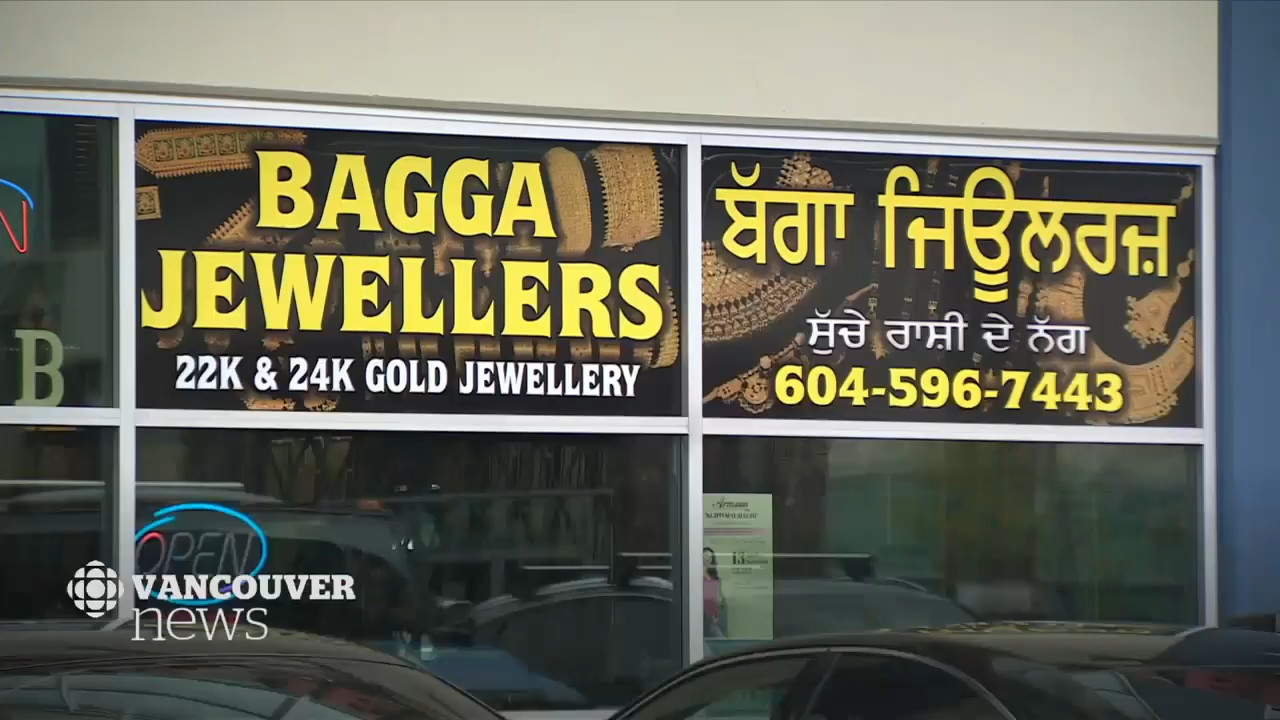 BAGGA
JEWELLERS
22K & 24K GOLD JEWELLERY
ਬੱਗਾ ਜਿਊਲਰਜ਼
ਸੁੱਚੇ ਰਾਸ਼ੀ ਦੇ ਨੱਗ
604-596-7443
N
B
OPEN
VANCOUVER
news